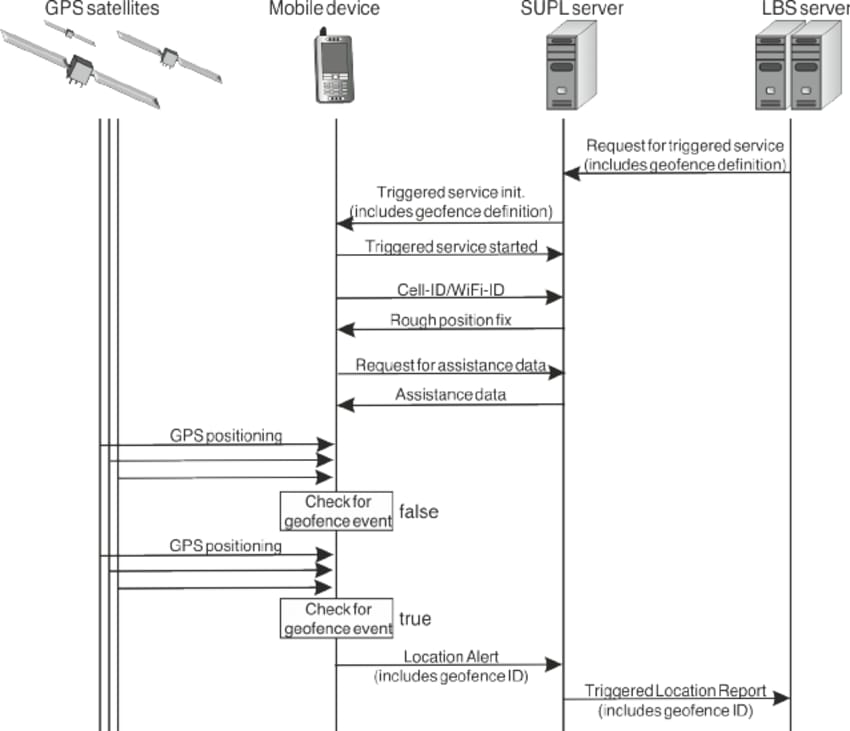 GPS satellites
Mobile device
SUPL server
LBS server
Request for triggered service
(includes geofence definition)
Triggered service init.
(includes geofence definition)
Triggered service started
Cell-ID/WiFi-ID
Rough position fix
Request for assistance data
Assistance data
GPS positioning
Check for
geofence event
false
GPS positioning
Check for
geofence event
true
Location Alert
(includes geofence ID)
Triggered Location Report
(includes geofence ID)